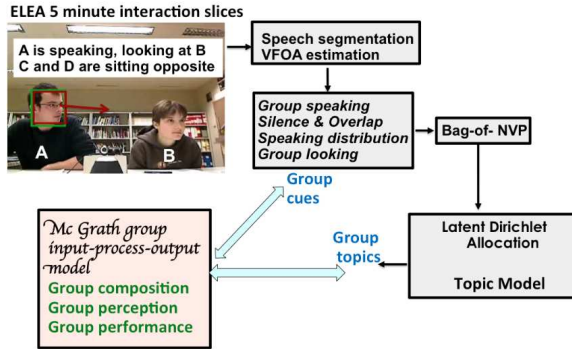 ELEA 5 minute interaction slices
A is speaking, looking at B
C and D are sitting opposite
A
B
Speech segmentation
VFOA estimation
Group speaking
Silence & Overlap
Speaking distribution
Group looking
Bag-of- NVP
Group
cues
Latent Dirichlet
Allocation
Topic Model
Group
topics
Mc Grath group
input-process-output
model
Group composition
Group perception
Group performance